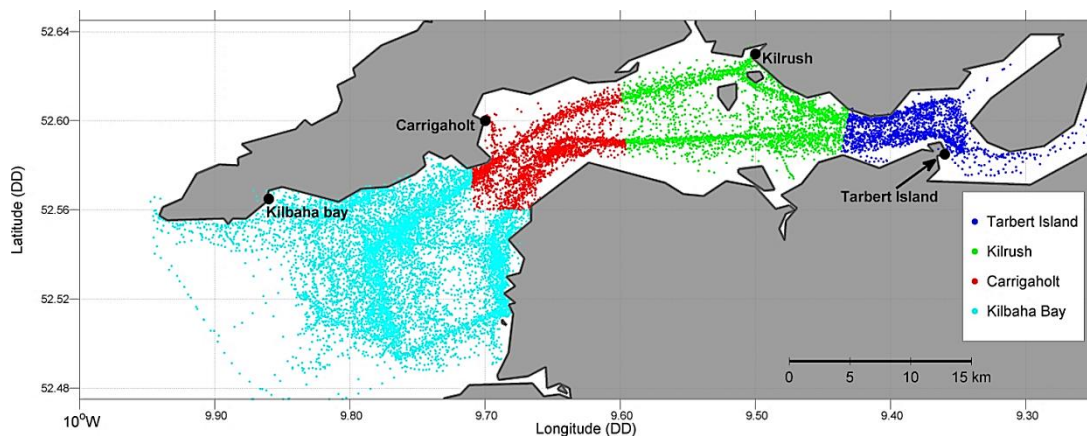 52.64
52.60
52.56
52.52
52.48
Latitude (DD)
Kilrush
Carrigaholt
Kilbaha bay
Tarbert Island
Tarbert Island
Kilrush
Carrigaholt
Kilbaha Bay
0 5 10 15 km
10°W 9.90 9.80 9.70 9.60 9.50 9.40 9.30
Longitude (DD)